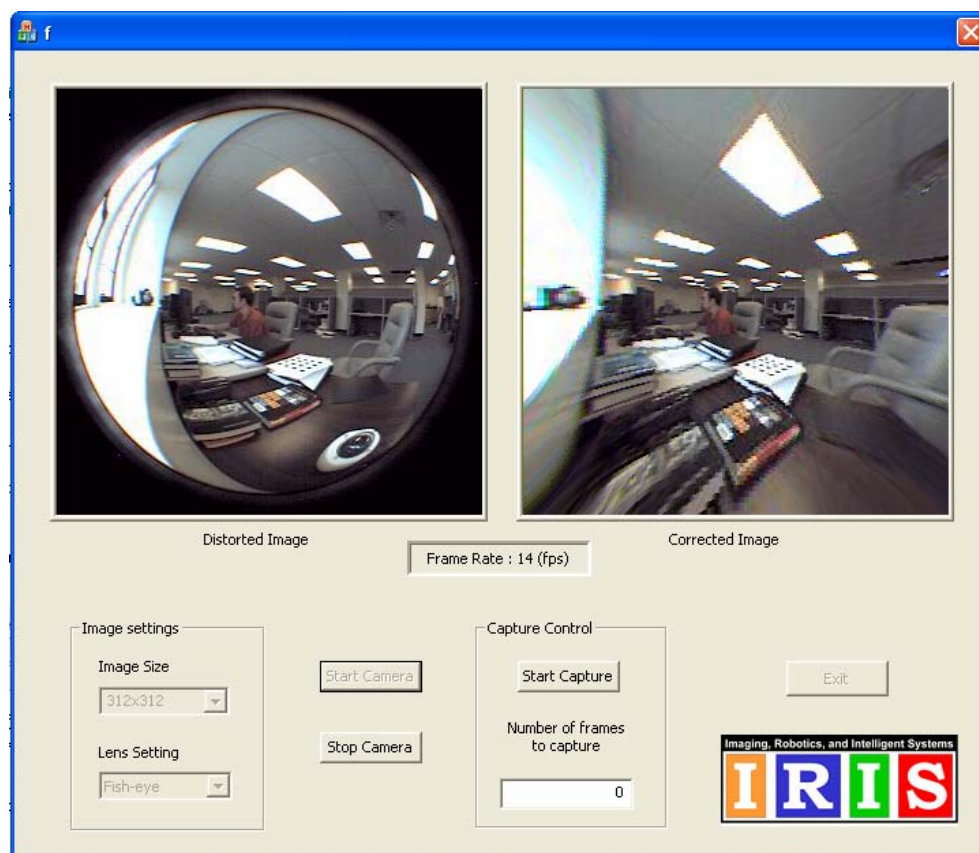 f
Distorted Image
Corrected Image
Frame Rate : 14 (fps)
Image settings
Image Size
312x312
Lens Setting
Fish-eye
Start Camera
Stop Camera
Capture Control
Start Capture
Number of frames
to capture
0
Exit
Imaging, Robotics, and Intelligent Systems
IRIS